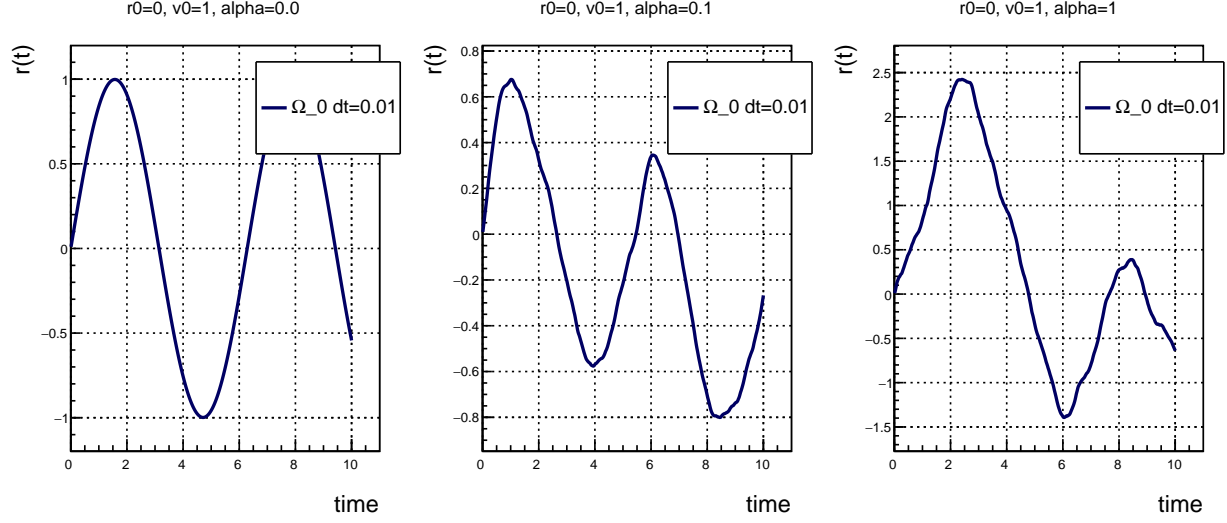 r0=0, v0=1, alpha=0.0
r(t)
1
0.5
0
−0.5
−1
Ω_0 dt=0.01
0 2 4 6 8 10
time
r0=0, v0=1, alpha=0.1
r(t)
0.8
0.6
0.4
0.2
0
−0.2
−0.4
−0.6
−0.8
Ω_0 dt=0.01
0 2 4 6 8 10
time
r0=0, v0=1, alpha=1
r(t)
2.5
2
1.5
1
0.5
0
−0.5
−1
−1.5
Ω_0 dt=0.01
0 2 4 6 8 10
time